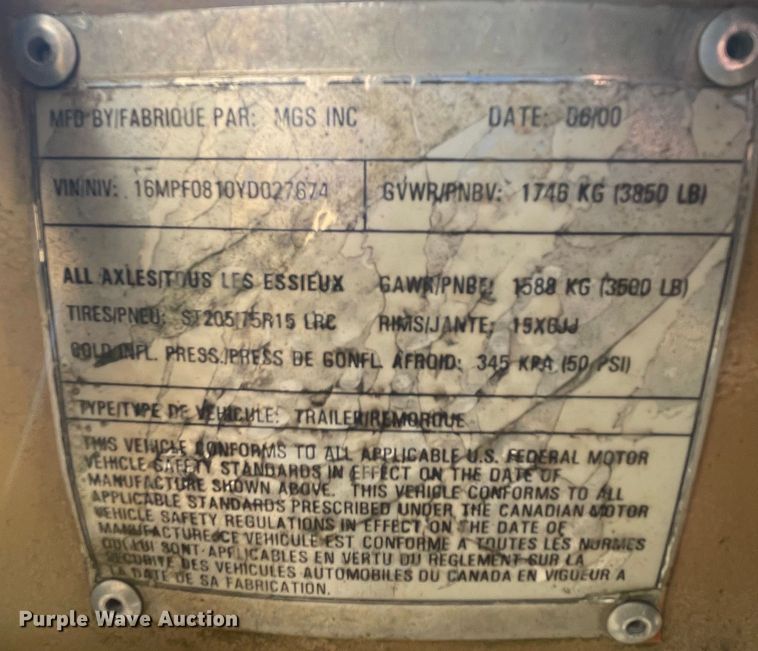 MFD BY/FABRIQUE PAR: MGS INC DATE: 06/00
VIN/NIV: 16MPF0810YD027674 GVWR/PNBV: 1746 KG (3850 LB)
ALL AXLES/TOUS LES ESSIEUX GAWR/PNBE: 1588 KG (3500 LB)
TIRES/PNEU: ST205/75R15 LRC RIMS/JANTE: 15X6JJ
COLD INFL. PRESS./PRESS DE GONFL. AFROID: 345 KPA (50 PSI)
TYPE/TYPE DE VEHICULE: TRAILER/REMORQUE
THIS VEHICLE CONFORMS TO ALL APPLICABLE U.S. FEDERAL MOTOR
VEHICLE SAFETY STANDARDS IN EFFECT ON THE DATE OF
MANUFACTURE SHOWN ABOVE. THIS VEHICLE CONFORMS TO ALL
APPLICABLE STANDARDS PRESCRIBED UNDER THE CANADIAN MOTOR
VEHICLE SAFETY REGULATIONS IN EFFECT ON THE DATE OF
MANUFACTURE/CE VEHICULE EST CONFORME A TOUTES LES NORMES
QUI LUI SONT APPLICABLES EN VERTU DU REGLEMENT SUR LA
SECURITE DES VEHICULES AUTOMOBILES DU CANADA EN VIGUEUR A
LA DATE DE SA FABRICATION.
Purple Wave Auction